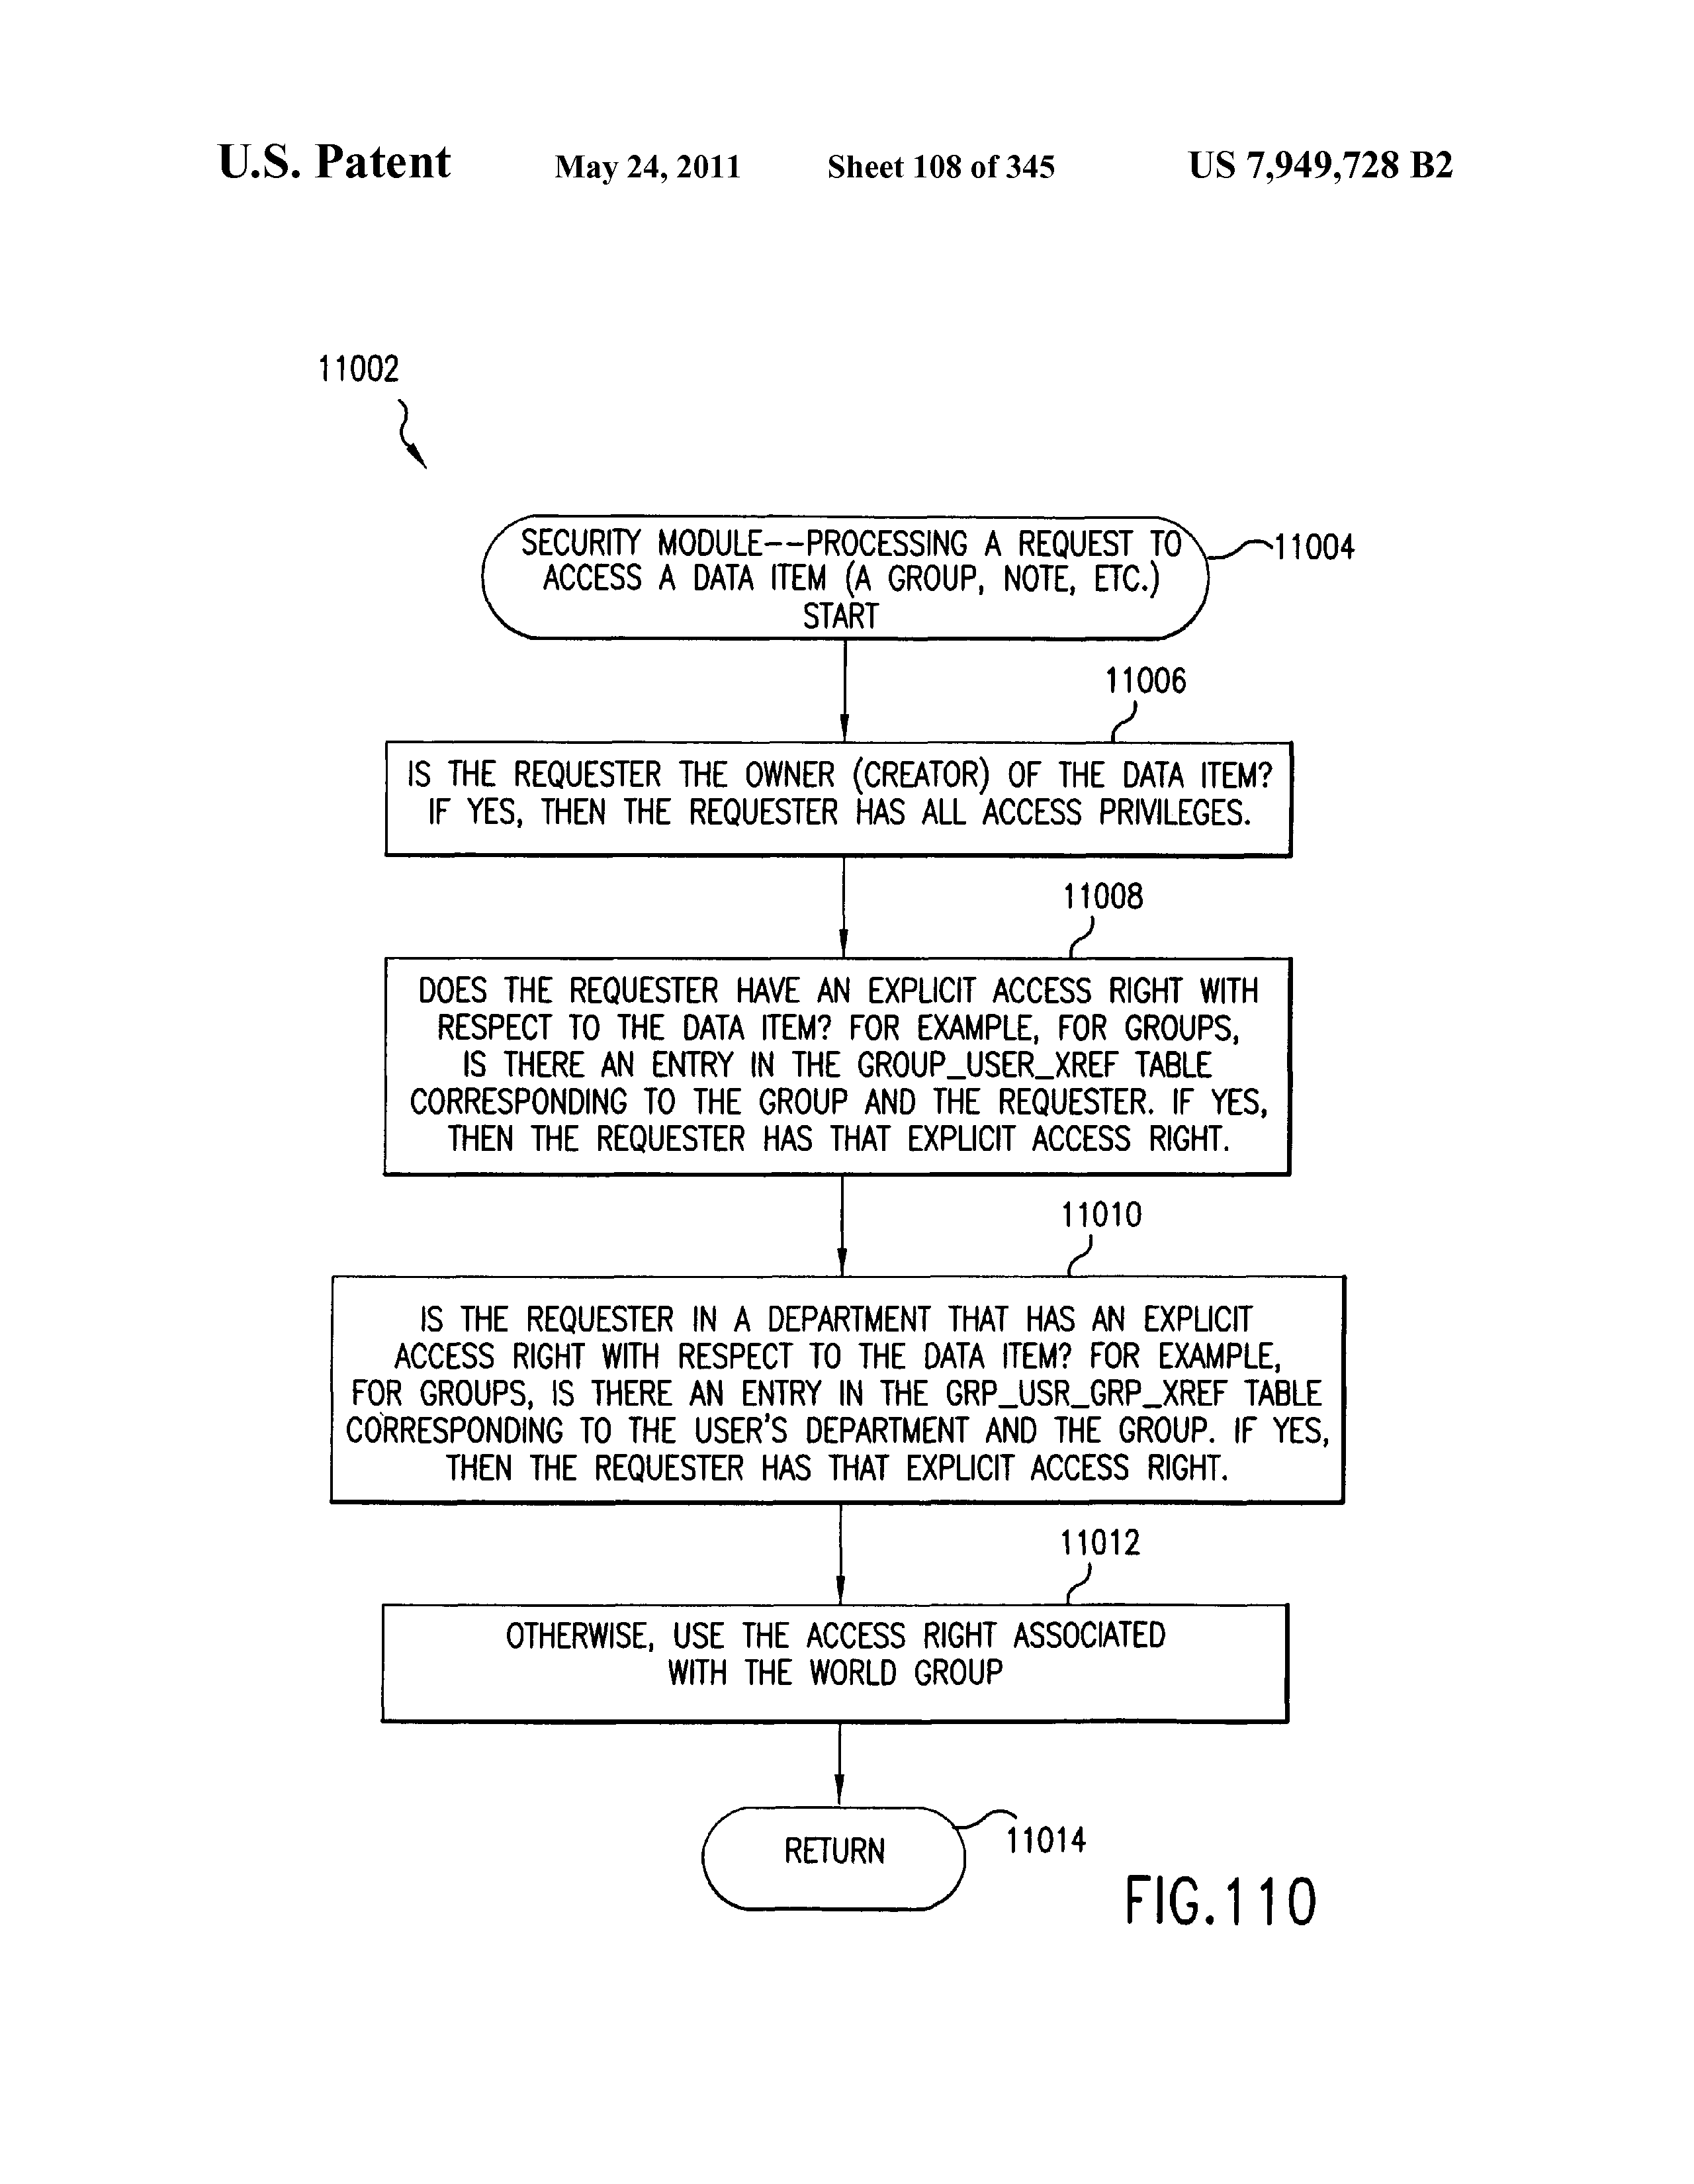 U.S. Patent May 24, 2011 Sheet 108 of 345 US 7,949,728 B2
11002
SECURITY MODULE--PROCESSING A REQUEST TO
ACCESS A DATA ITEM (A GROUP, NOTE, ETC.)
START
11004
11006
IS THE REQUESTER THE OWNER (CREATOR) OF THE DATA ITEM?
IF YES, THEN THE REQUESTER HAS ALL ACCESS PRIVILEGES.
11008
DOES THE REQUESTER HAVE AN EXPLICIT ACCESS RIGHT WITH
RESPECT TO THE DATA ITEM? FOR EXAMPLE, FOR GROUPS,
IS THERE AN ENTRY IN THE GROUP_USER_XREF TABLE
CORRESPONDING TO THE GROUP AND THE REQUESTER. IF YES,
THEN THE REQUESTER HAS THAT EXPLICIT ACCESS RIGHT.
11010
IS THE REQUESTER IN A DEPARTMENT THAT HAS AN EXPLICIT
ACCESS RIGHT WITH RESPECT TO THE DATA ITEM? FOR EXAMPLE,
FOR GROUPS, IS THERE AN ENTRY IN THE GRP_USR_GRP_XREF TABLE
CORRESPONDING TO THE USER'S DEPARTMENT AND THE GROUP. IF YES,
THEN THE REQUESTER HAS THAT EXPLICIT ACCESS RIGHT.
11012
OTHERWISE, USE THE ACCESS RIGHT ASSOCIATED
WITH THE WORLD GROUP
RETURN
11014
FIG.110